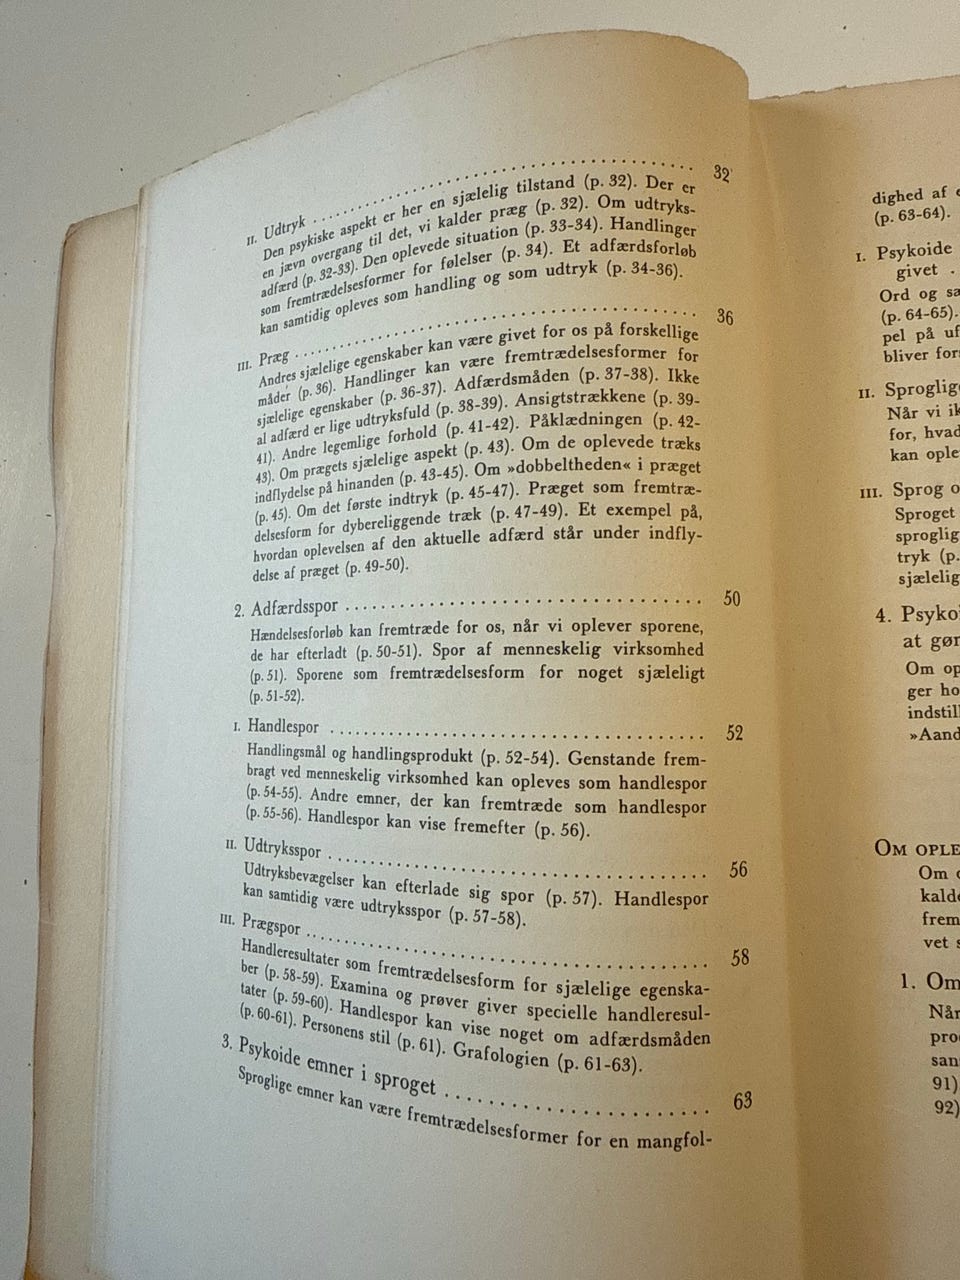 II. Udtryk . . . . . . . . . . . . . . . . . . . . . . . . . . . . . . . . . . . . . . . 32
Den psykiske aspekt er her en sjælelig tilstand (p. 32). Der er
en jævn overgang til det, vi kalder præg (p. 32). Om udtryks-
adfærd (p. 32-33). Den oplevede situation (p. 33-34). Handlinger
som fremtrædelsesformer for følelser (p. 34). Et adfærdsforløb
kan samtidig opleves som handling og som udtryk (p. 34-36).
III. Præg . . . . . . . . . . . . . . . . . . . . . . . . . . . . . . . . . . . . . . . 36
Andres sjælelige egenskaber kan være givet for os på forskellige
måder (p. 36). Handlinger kan være fremtrædelsesformer for
sjælelige egenskaber (p. 36-37). Adfærdsmåden (p. 37-38). Ikke
al adfærd er lige udtryksfuld (p. 38-39). Ansigtstrækkene (p. 39-
41). Andre legemlige forhold (p. 41-42). Påklædningen (p. 42-
43). Om prægets sjælelige aspekt (p. 43). Om de oplevede træks
indflydelse på hinanden (p. 43-45). Om »dobbeltheden« i præget
(p. 45). Om det første indtryk (p. 45-47). Præget som fremtræ-
delsesform for dybereliggende træk (p. 47-49). Et exempel på,
hvordan oplevelsen af den aktuelle adfærd står under indfly-
delse af præget (p. 49-50).
2. Adfærdsspor . . . . . . . . . . . . . . . . . . . . . . . . . . . . . . . . . . . . . 50
Hændelsesforløb kan fremtræde for os, når vi oplever sporene,
de har efterladt (p. 50-51). Spor af menneskelig virksomhed
(p. 51). Sporene som fremtrædelsesform for noget sjæleligt
(p. 51-52).
I. Handlespor . . . . . . . . . . . . . . . . . . . . . . . . . . . . . . . . . . . . . 52
Handlingsmål og handlingsprodukt (p. 52-54). Genstande frem-
bragt ved menneskelig virksomhed kan opleves som handlespor
(p. 54-55). Andre emner, der kan fremtræde som handlespor
(p. 55-56). Handlespor kan vise fremefter (p. 56).
II. Udtryksspor . . . . . . . . . . . . . . . . . . . . . . . . . . . . . . . . . . . . 56
Udtryksbevægelser kan efterlade sig spor (p. 57). Handlespor
kan samtidig være udtryksspor (p. 57-58).
III. Prægspor . . . . . . . . . . . . . . . . . . . . . . . . . . . . . . . . . . . . . 58
Handleresultater som fremtrædelsesform for sjælelige egenska-
ber (p. 58-59). Examina og prøver giver specielle handleresul-
tater (p. 59-60). Handlespor kan vise noget om adfærdsmåden
(p. 60-61). Personens stil (p. 61). Grafologien (p. 61-63).
3. Psykoide emner i sproget . . . . . . . . . . . . . . . . . . . . . . . . . . . 63
Sproglige emner kan være fremtrædelsesformer for en mangfol-
dighed af
(p. 63-64).
I. Psykoide
givet .
Ord og
(p. 64-65).
pel på
bliver
II. Sproglige
Når vi
for, hvad
kan
III. Sprog
Sproget
sproglig
tryk (p.
sjælelig
4. Psyko
at
Om
ger
indstil
»Aand
OM OPLE
Om
kald
frem
vet
1. Om
Når
pro
san
91)
92)